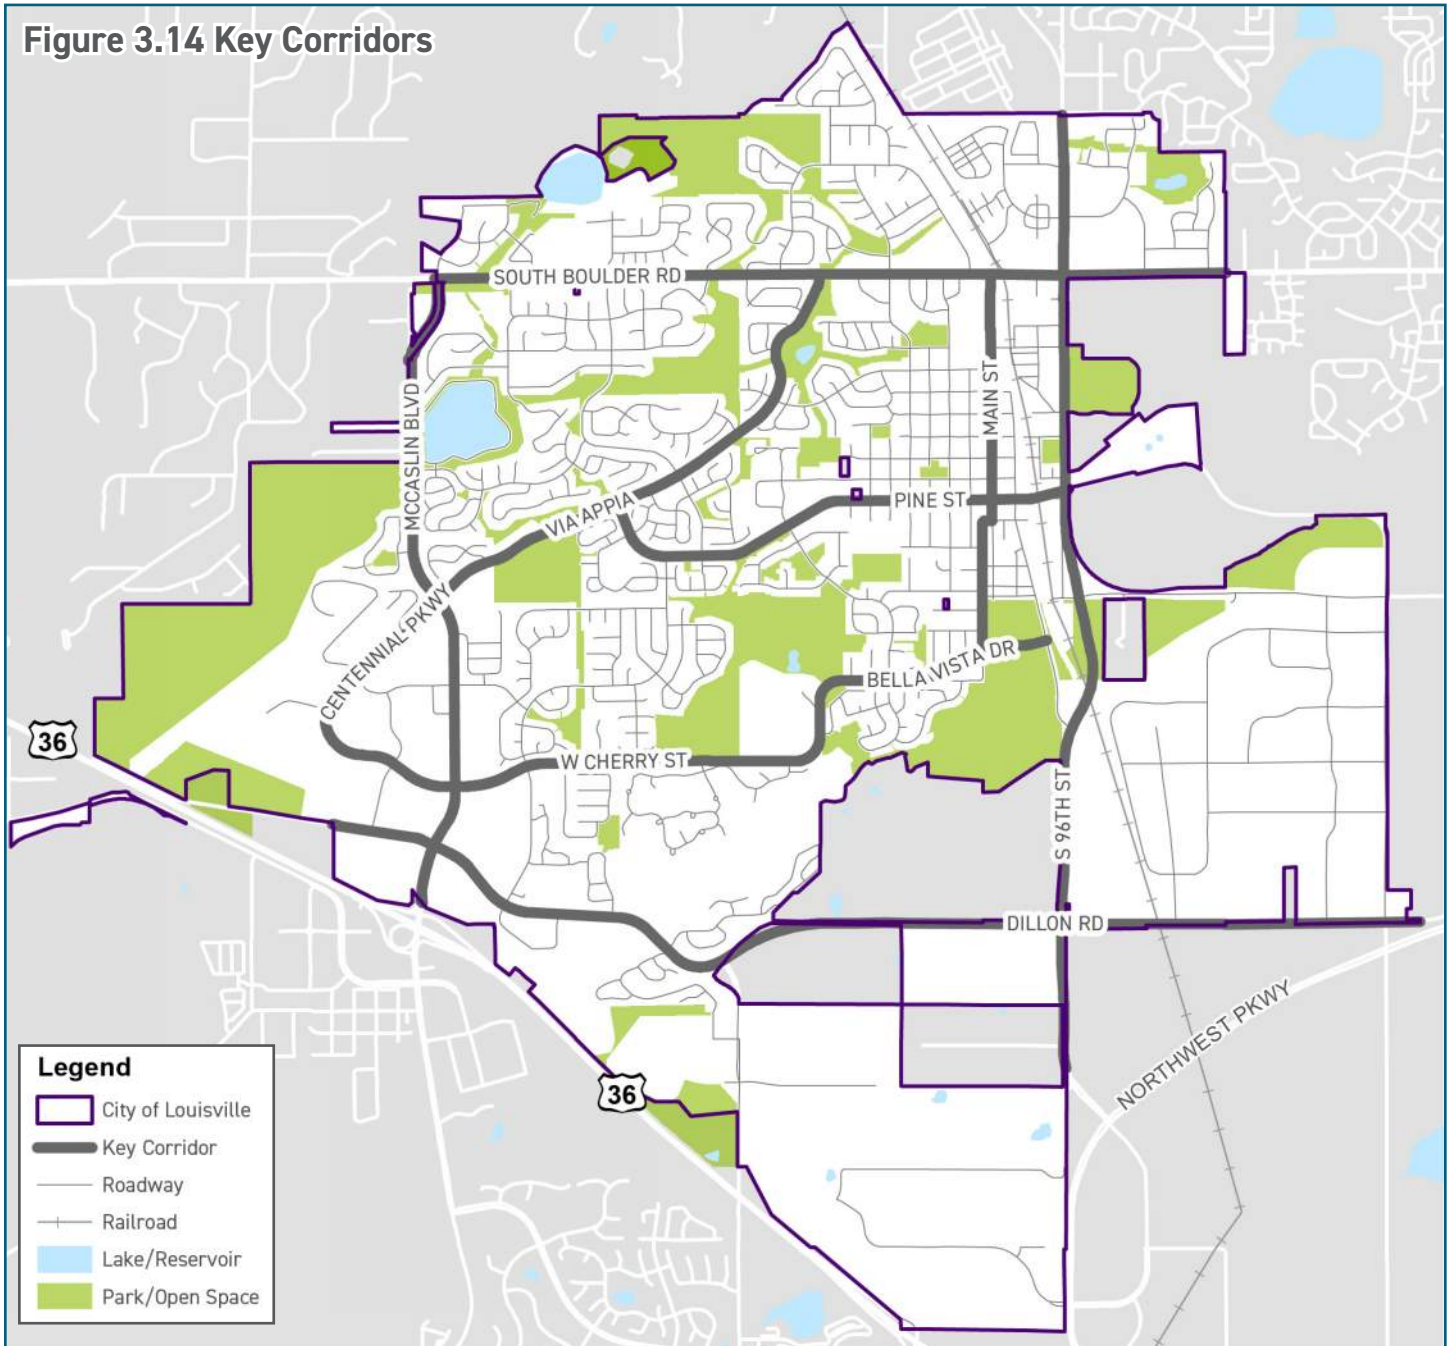 Figure 3.14 Key Corridors
SOUTH BOULDER RD
MCCASLIN BLVD
MAIN ST
VIA APPIA
PINE ST
CENTENNIAL PKWY
BELLA VISTA DR
36
W CHERRY ST
S 96TH ST
DILLON RD
NORTHWEST PKWY
36
Legend
City of Louisville
Key Corridor
Roadway
Railroad
Lake/Reservoir
Park/Open Space